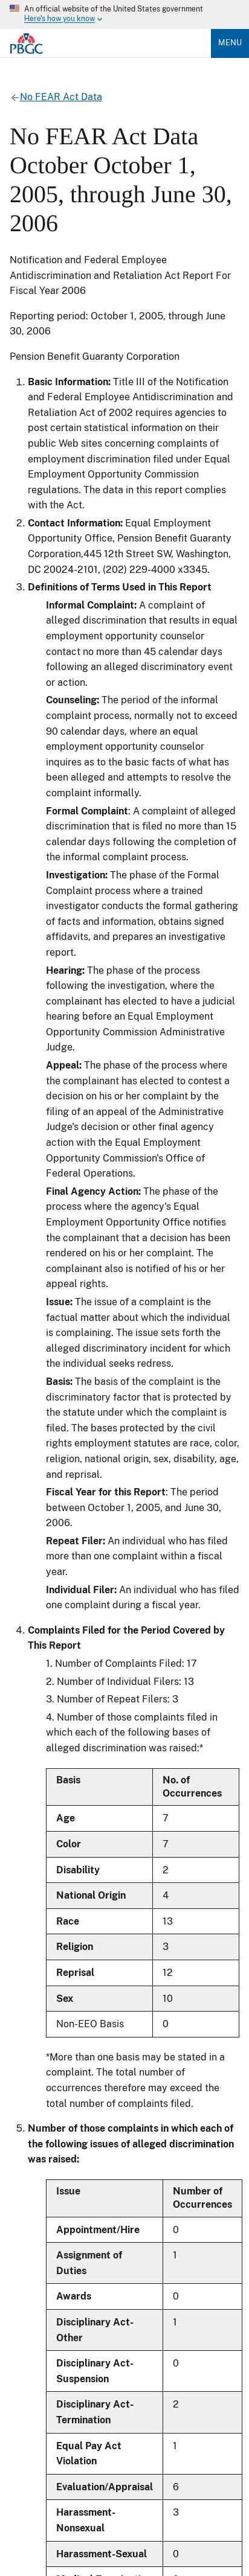 An official website of the United States government
Here's how you know
PBGC
MENU
No FEAR Act Data
No FEAR Act Data
October October 1,
2005, through June 30,
2006
Notification and Federal Employee
Antidiscrimination and Retaliation Act Report For
Fiscal Year 2006
Reporting period: October 1, 2005, through June
30, 2006
Pension Benefit Guaranty Corporation
1. Basic Information: Title III of the Notification
and Federal Employee Antidiscrimination and
Retaliation Act of 2002 requires agencies to
post certain statistical information on their
public Web sites concerning complaints of
employment discrimination filed under Equal
Employment Opportunity Commission
regulations. The data in this report complies
with the Act.
2. Contact Information: Equal Employment
Opportunity Office, Pension Benefit Guaranty
Corporation,445 12th Street SW, Washington,
DC 20024-2101, (202) 229-4000 x3345.
3. Definitions of Terms Used in This Report
Informal Complaint: A complaint of
alleged discrimination that results in equal
employment opportunity counselor
contact no more than 45 calendar days
following an alleged discriminatory event
or action.
Counseling: The period of the informal
complaint process, normally not to exceed
90 calendar days, where an equal
employment opportunity counselor
inquires as to the basic facts of what has
been alleged and attempts to resolve the
complaint informally.
Formal Complaint: A complaint of alleged
discrimination that is filed no more than 15
calendar days following the completion of
the informal complaint process.
Investigation: The phase of the Formal
Complaint process where a trained
investigator conducts the formal gathering
of facts and information, obtains signed
affidavits, and prepares an investigative
report.
Hearing: The phase of the process
following the investigation, where the
complainant has elected to have a judicial
hearing before an Equal Employment
Opportunity Commission Administrative
Judge.
Appeal: The phase of the process where
the complainant has elected to contest a
decision on his or her complaint by the
filing of an appeal of the Administrative
Judge's decision or other final agency
action with the Equal Employment
Opportunity Commission's Office of
Federal Operations.
Final Agency Action: The phase of the
process where the agency's Equal
Employment Opportunity Office notifies
the complainant that a decision has been
rendered on his or her complaint. The
complainant also is notified of his or her
appeal rights.
Issue: The issue of a complaint is the
factual matter about which the individual
is complaining. The issue sets forth the
alleged discriminatory incident for which
the individual seeks redress.
Basis: The basis of the complaint is the
discriminatory factor that is protected by
the statute under which the complaint is
filed. The bases protected by the civil
rights employment statutes are race, color,
religion, national origin, sex, disability, age,
and reprisal.
Fiscal Year for this Report: The period
between October 1, 2005, and June 30,
2006.
Repeat Filer: An individual who has filed
more than one complaint within a fiscal
year.
Individual Filer: An individual who has filed
one complaint during a fiscal year.
4. Complaints Filed for the Period Covered by
This Report
1. Number of Complaints Filed: 17
2. Number of Individual Filers: 13
3. Number of Repeat Filers: 3
4. Number of those complaints filed in
which each of the following bases of
alleged discrimination was raised:*
Basis No. of
Occurrences
Age 7
Color 7
Disability 2
National Origin 4
Race 13
Religion 3
Reprisal 12
Sex 10
Non-EEO Basis 0
*More than one basis may be stated in a
complaint. The total number of
occurrences therefore may exceed the
total number of complaints filed.
5. Number of those complaints in which each of
the following issues of alleged discrimination
was raised:
Issue Number of
Occurrences
Appointment/Hire 0
Assignment of 1
Duties
Awards 0
Disciplinary Act- 1
Other
Disciplinary Act- 0
Suspension
Disciplinary Act- 2
Termination
Equal Pay Act 1
Violation
Evaluation/Appraisal 6
Harassment- 3
Nonsexual
Harassment-Sexual 0